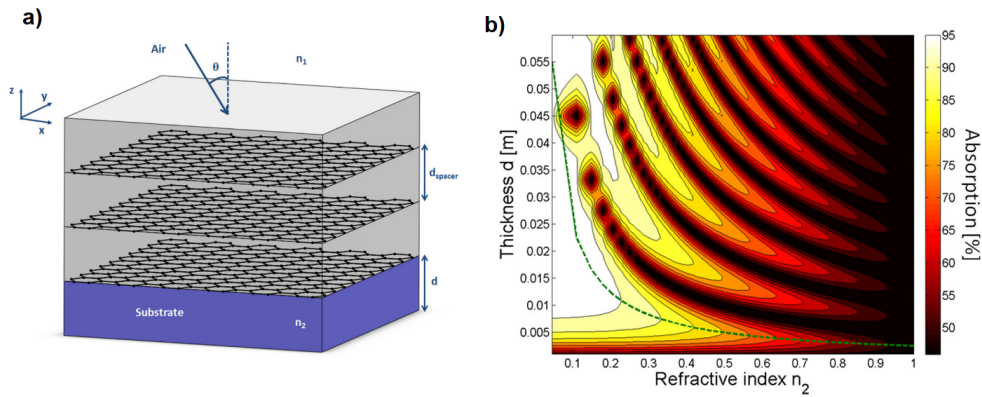 a)
Air
θ
n1
z
y
x
dspacer
d
Substrate
n2
b)
Thickness d [m]
0.055
0.05
0.045
0.04
0.035
0.03
0.025
0.02
0.015
0.01
0.005
0.1 0.2 0.3 0.4 0.5 0.6 0.7 0.8 0.9 1
Refractive index n2
95
90
85
80
75
70
65
60
55
50
Absorption [%]